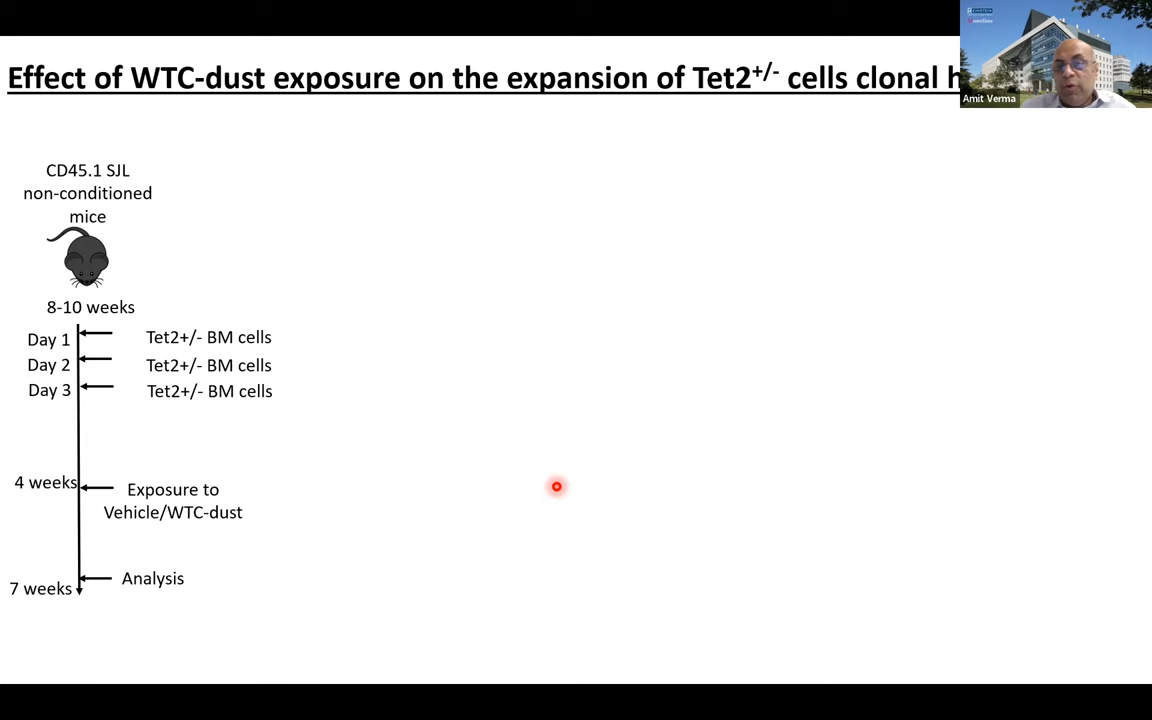 Effect of WTC-dust exposure on the expansion of Tet2+/- cells clonal h
EINSTEIN
Montefiore
Amit Verma
CD45.1 SJL
non-conditioned
mice
8-10 weeks
Day 1
Tet2+/- BM cells
Day 2
Tet2+/- BM cells
Day 3
Tet2+/- BM cells
4 weeks
Exposure to
Vehicle/WTC-dust
7 weeks
Analysis